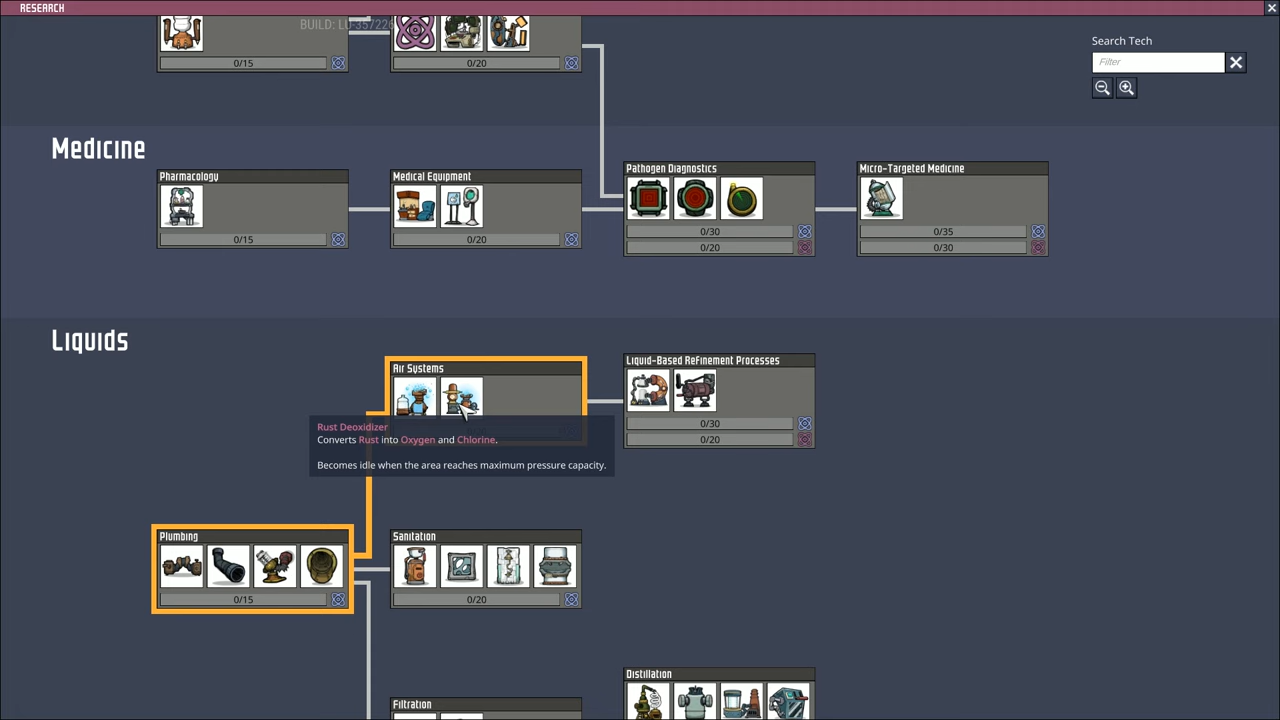 RESEARCH
BUILD: LU-357226
Search Tech
Filter
0/15
0/20
Medicine
Pharmacology
0/15
Medical Equipment
0/20
Pathogen Diagnostics
0/30
0/20
Micro-Targeted Medicine
0/35
0/30
Liquids
Air Systems
Liquid-Based Refinement Processes
0/30
0/20
Rust Deoxidizer
Converts Rust into Oxygen and Chlorine.
Becomes idle when the area reaches maximum pressure capacity.
Plumbing
0/15
Sanitation
0/20
Distillation
Filtration